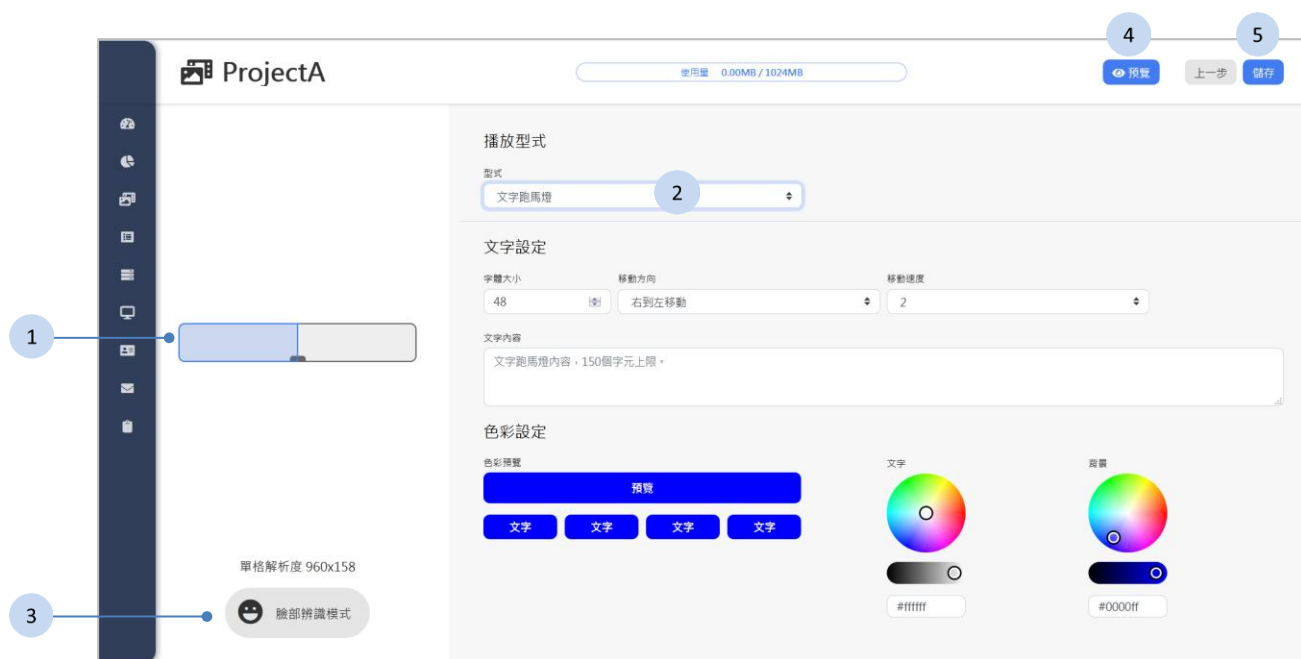 4
5
ProjectA
使用量 0.00MB / 1024MB
預覽
上一步
儲存
播放型式
型式
文字跑馬燈
2
文字設定
字體大小
移動方向
移動速度
48
右到左移動
2
1
文字內容
文字跑馬燈內容，150個字元上限。
色彩設定
色彩預覽
文字
背景
預覽
文字 文字 文字 文字
單格解析度 960x158
3
臉部辨識模式
#ffffff
#0000ff